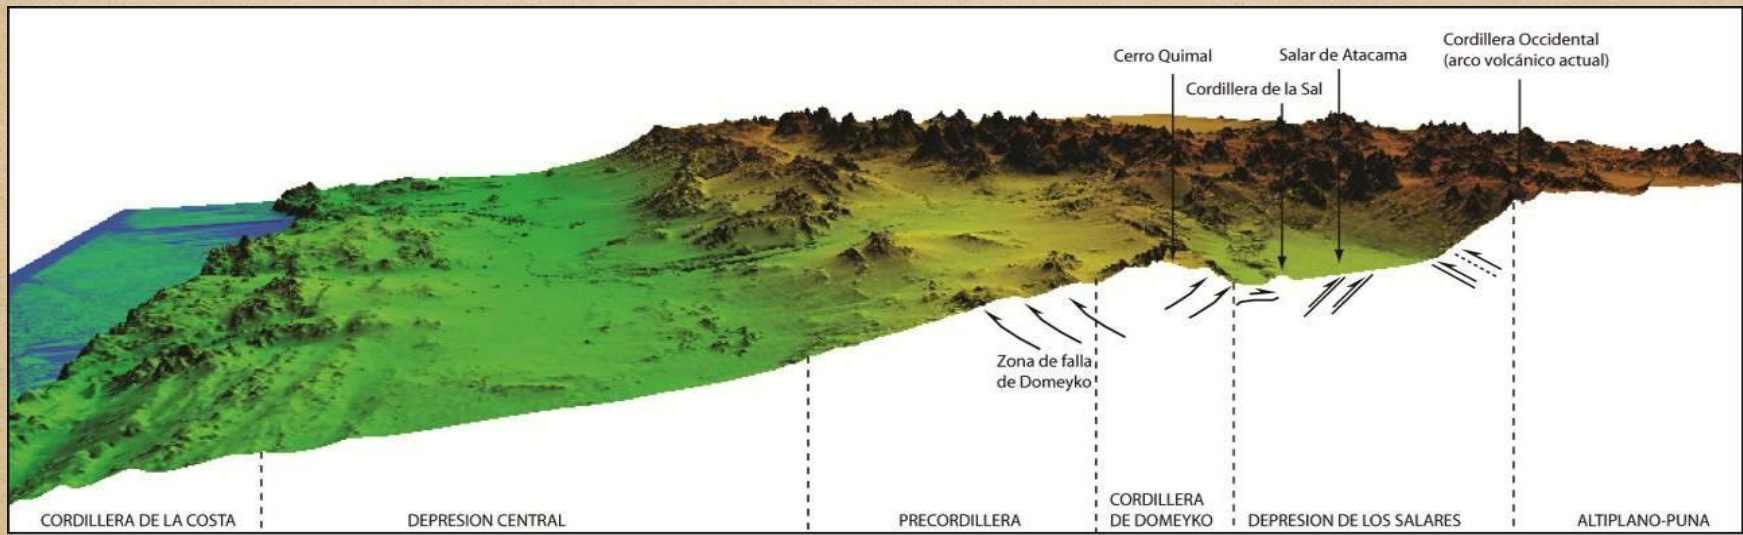 Cerro Quimal
Cordillera de la Sal
Salar de Atacama
Cordillera Occidental
(arco volcánico actual)
Zona de falla
de Domeyko
CORDILLERA DE LA COSTA
DEPRESION CENTRAL
PRECORDILLERA
CORDILLERA
DE DOMEYKO
DEPRESION DE LOS SALARES
ALTIPLANO-PUNA